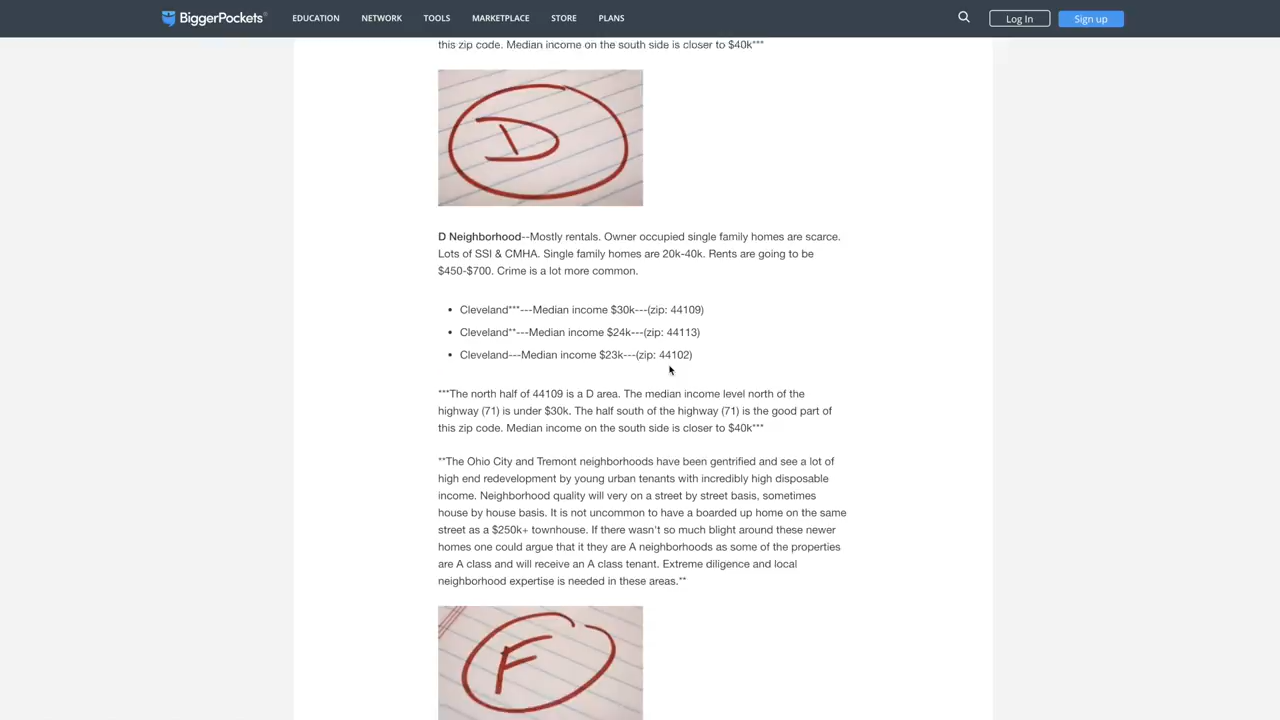 BiggerPockets
EDUCATION NETWORK TOOLS MARKETPLACE STORE PLANS
Log In
Sign up
this zip code. Median income on the south side is closer to $40k***
D
D Neighborhood--Mostly rentals. Owner occupied single family homes are scarce.
Lots of SSI & CMHA. Single family homes are 20k-40k. Rents are going to be
$450-$700. Crime is a lot more common.
• Cleveland***---Median income $30k---(zip: 44109)
• Cleveland**---Median income $24k---(zip: 44113)
• Cleveland---Median income $23k---(zip: 44102)
***The north half of 44109 is a D area. The median income level north of the
highway (71) is under $30k. The half south of the highway (71) is the good part of
this zip code. Median income on the south side is closer to $40k***
**The Ohio City and Tremont neighborhoods have been gentrified and see a lot of
high end redevelopment by young urban tenants with incredibly high disposable
income. Neighborhood quality will very on a street by street basis, sometimes
house by house basis. It is not uncommon to have a boarded up home on the same
street as a $250k+ townhouse. If there wasn't so much blight around these newer
homes one could argue that it they are A neighborhoods as some of the properties
are A class and will receive an A class tenant. Extreme diligence and local
neighborhood expertise is needed in these areas.**
F